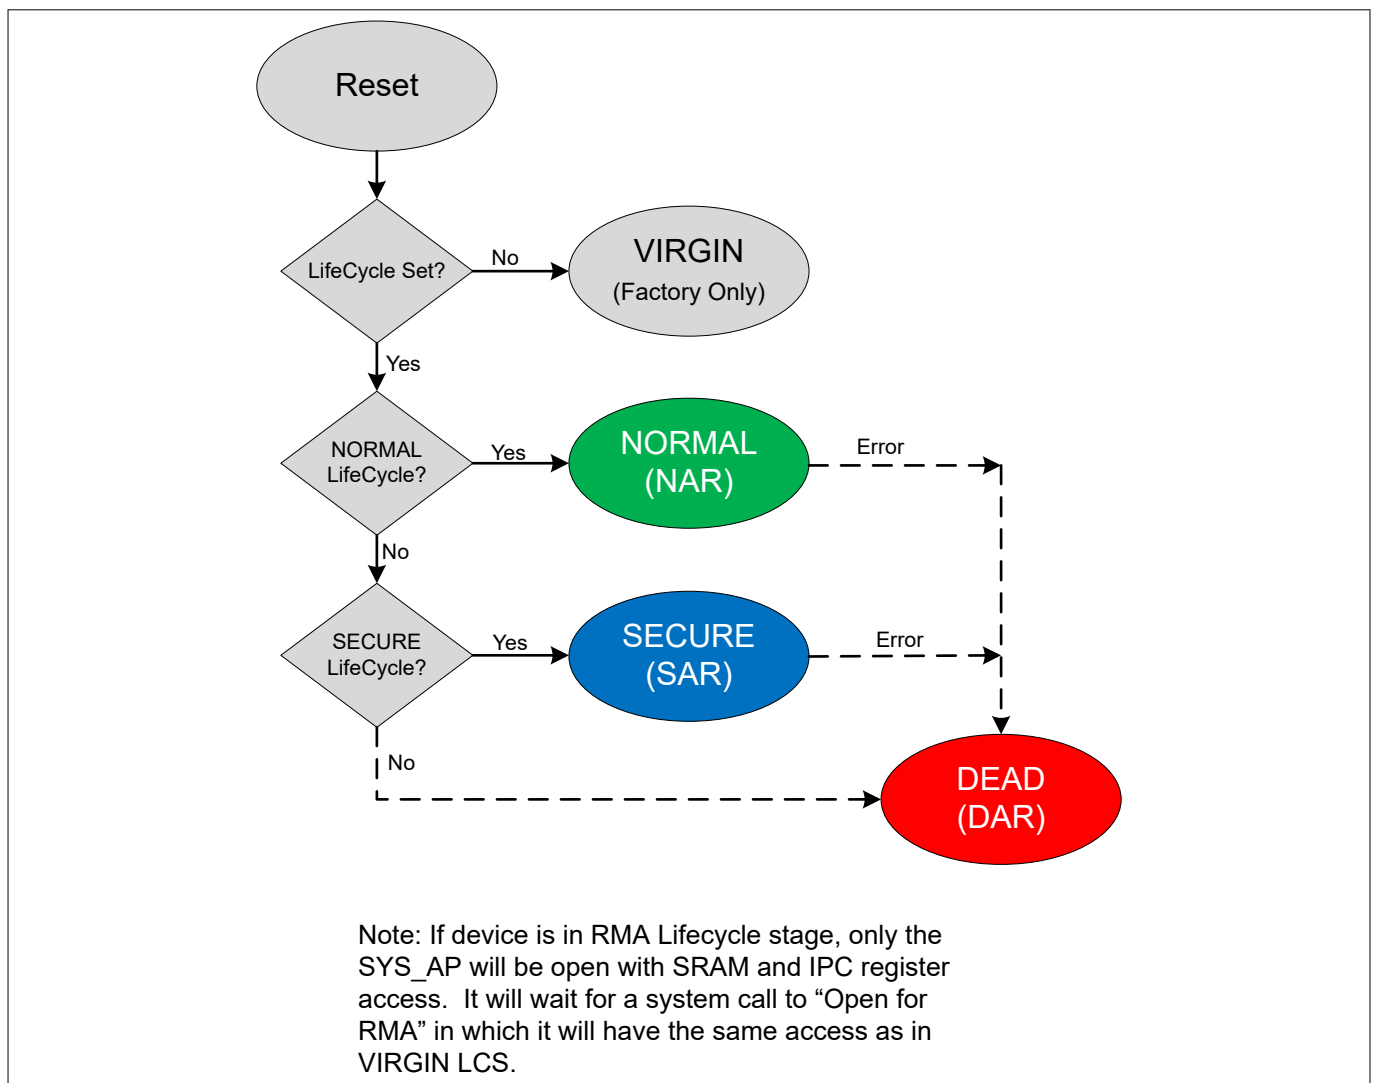 Reset
LifeCycle Set?
No
VIRGIN
(Factory Only)
Yes
NORMAL
LifeCycle?
Yes
NORMAL
(NAR)
Error
No
SECURE
LifeCycle?
Yes
SECURE
(SAR)
Error
No
DEAD
(DAR)
Note: If device is in RMA Lifecycle stage, only the
SYS_AP will be open with SRAM and IPC register
access.  It will wait for a system call to “Open for
RMA” in which it will have the same access as in
VIRGIN LCS.